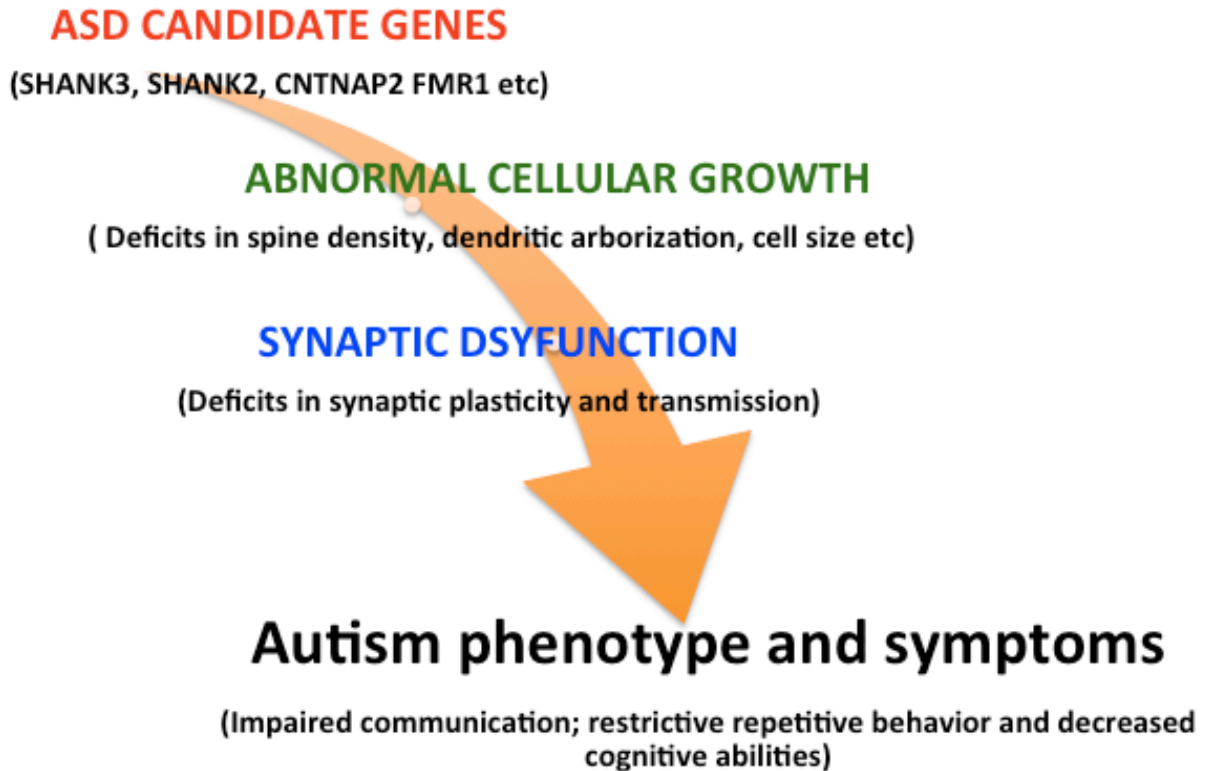 ASD CANDIDATE GENES
(SHANK3, SHANK2, CNTNAP2 FMR1 etc)
ABNORMAL CELLULAR GROWTH
( Deficits in spine density, dendritic arborization, cell size etc)
SYNAPTIC DSYFUNCTION
(Deficits in synaptic plasticity and transmission)
Autism phenotype and symptoms
(Impaired communication; restrictive repetitive behavior and decreased
cognitive abilities)